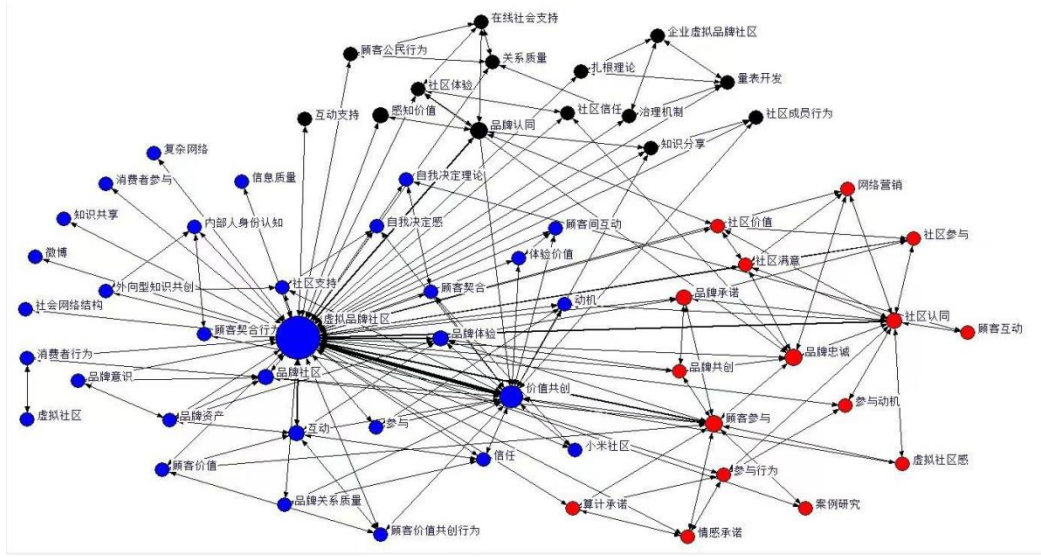 在线社会支持
企业虚拟品牌社区
顾客公民行为
关系质量
扎根理论
量表开发
社区体验
感知价值
社区信任
治理机制
社区成员行为
互动支持
品牌认同
知识分享
复杂网络
消费者参与
信息质量
自我决定理论
网络营销
知识共享
内部人身份认知
自我决定感
顾客间互动
社区价值
社区参与
微博
体验价值
社区满意
外向型知识共创
社区支持
顾客契合
社会网络结构
动机
品牌承诺
虚拟品牌社区
顾客契合行为
品牌体验
社区认同
顾客互动
消费者行为
品牌忠诚
品牌意识
品牌社区
品牌共创
价值共创
虚拟社区
品牌资产
互动
参与
顾客参与
参与动机
小米社区
顾客价值
信任
参与行为
虚拟社区感
品牌关系质量
算计承诺
案例研究
顾客价值共创行为
情感承诺